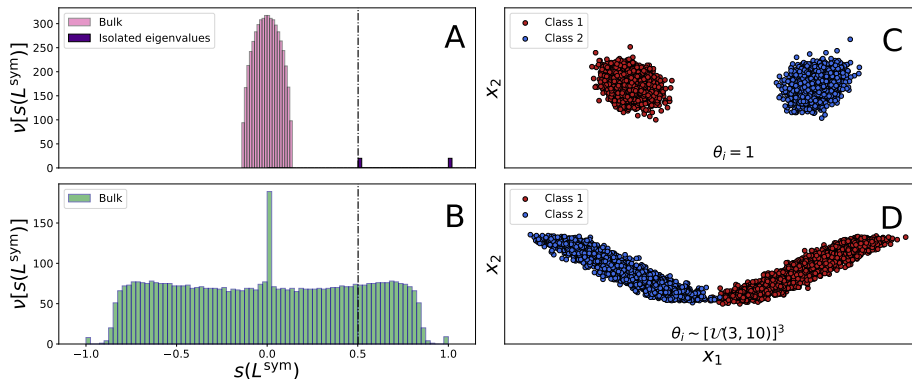 A
Bulk
Isolated eigenvalues
300
250
200
150
100
50
0
ν[s(L^sym)]
B
Bulk
150
100
50
0
ν[s(L^sym)]
−1.0 −0.5 0.0 0.5 1.0
s(L^sym)
C
Class 1
Class 2
x₂
θᵢ = 1
D
Class 1
Class 2
x₂
θᵢ ~ [𝒰(3, 10)]³
x₁